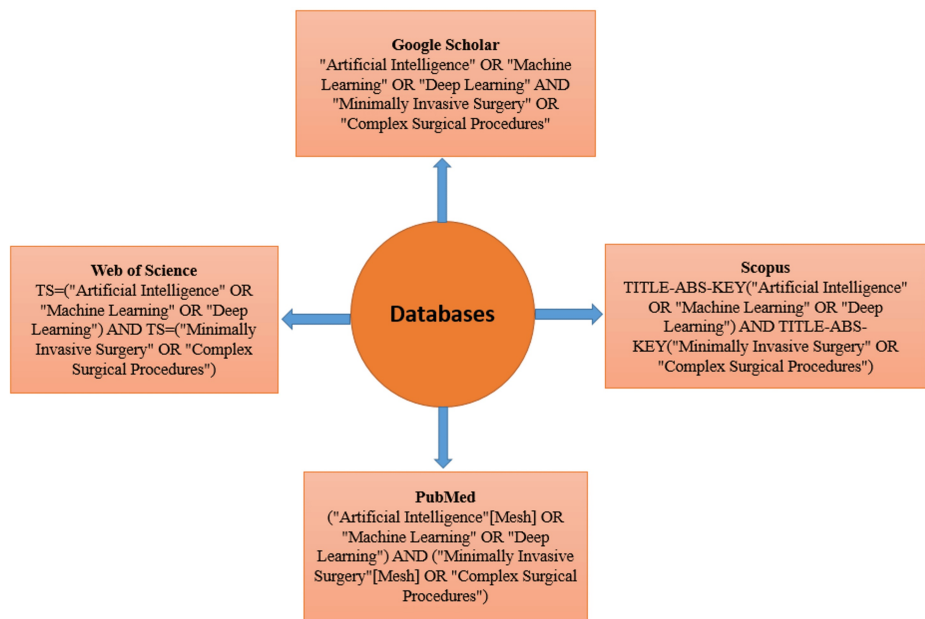 Google Scholar
"Artificial Intelligence" OR "Machine
Learning" OR "Deep Learning" AND
"Minimally Invasive Surgery" OR
"Complex Surgical Procedures"
Web of Science
TS=("Artificial Intelligence" OR
"Machine Learning" OR "Deep
Learning") AND TS=("Minimally
Invasive Surgery" OR "Complex
Surgical Procedures")
Databases
Scopus
TITLE-ABS-KEY("Artificial Intelligence"
OR "Machine Learning" OR "Deep
Learning") AND TITLE-ABS-
KEY("Minimally Invasive Surgery" OR
"Complex Surgical Procedures")
PubMed
("Artificial Intelligence"[Mesh] OR
"Machine Learning" OR "Deep
Learning") AND ("Minimally Invasive
Surgery"[Mesh] OR "Complex Surgical
Procedures")